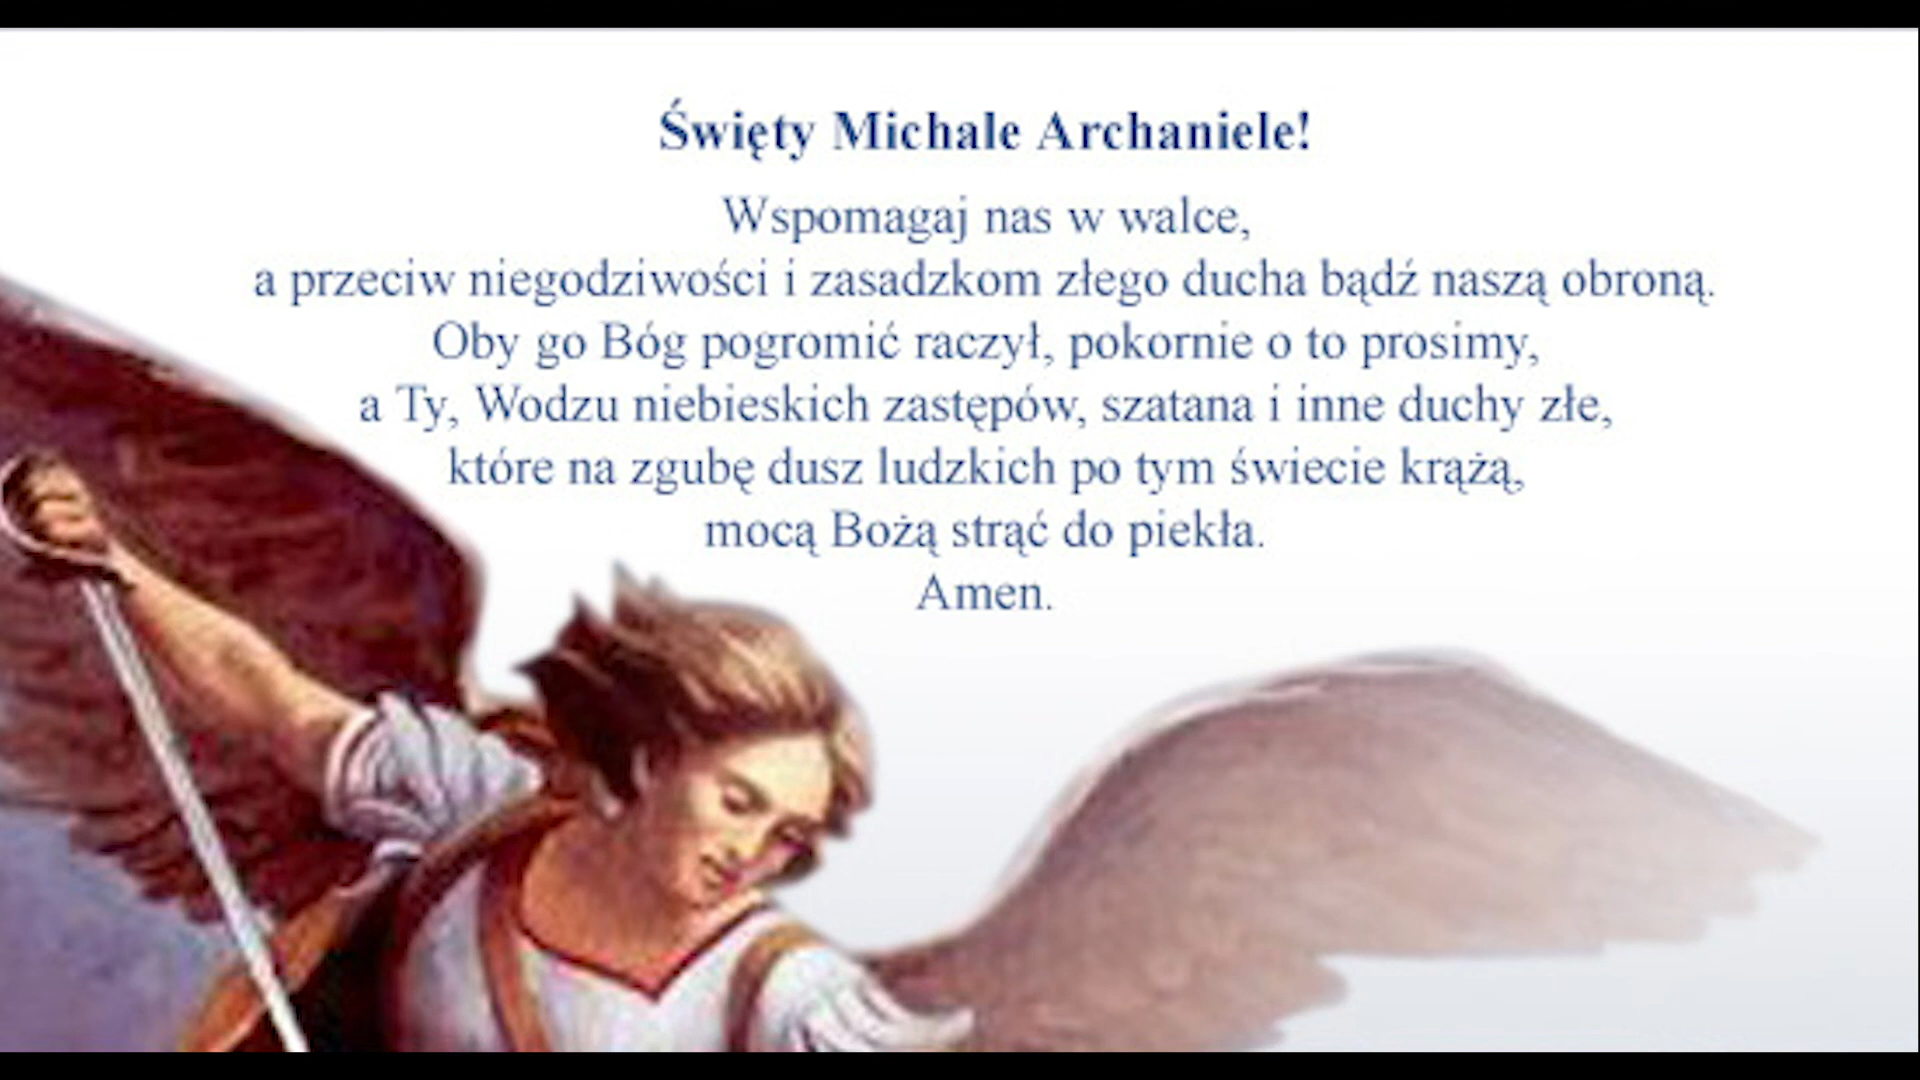 Święty Michale Archaniele!
Wspomagaj nas w walce,
a przeciw niegodziwości i zasadzkom złego ducha bądź naszą obroną.
Oby go Bóg pogromić raczył, pokornie o to prosimy,
a Ty, Wodzu niebieskich zastępów, szatana i inne duchy złe,
które na zgubę dusz ludzkich po tym świecie krążą,
mocą Bożą strąć do piekła.
Amen.